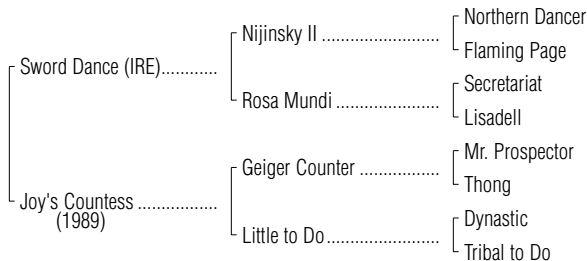 Northern Dancer
Nijinsky II ........................
Flaming Page
Sword Dance (IRE)...........
Secretariat
Rosa Mundi .....................
Lisadell
Mr. Prospector
Geiger Counter ................
Thong
Joy's Countess ................
(1989)
Dynastic
Little to Do.......................
Tribal to Do